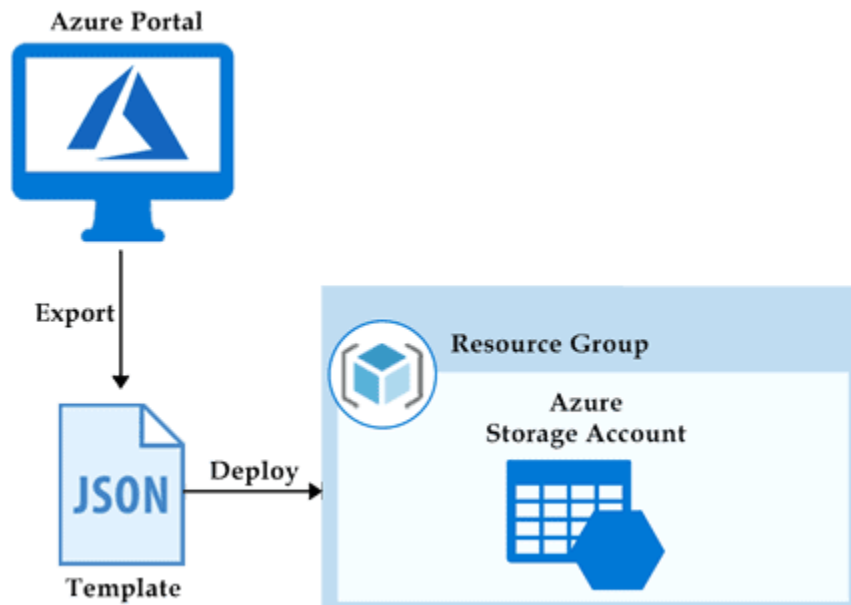 Azure Portal
Export
Resource Group
Azure
Storage Account
JSON
Deploy
Template